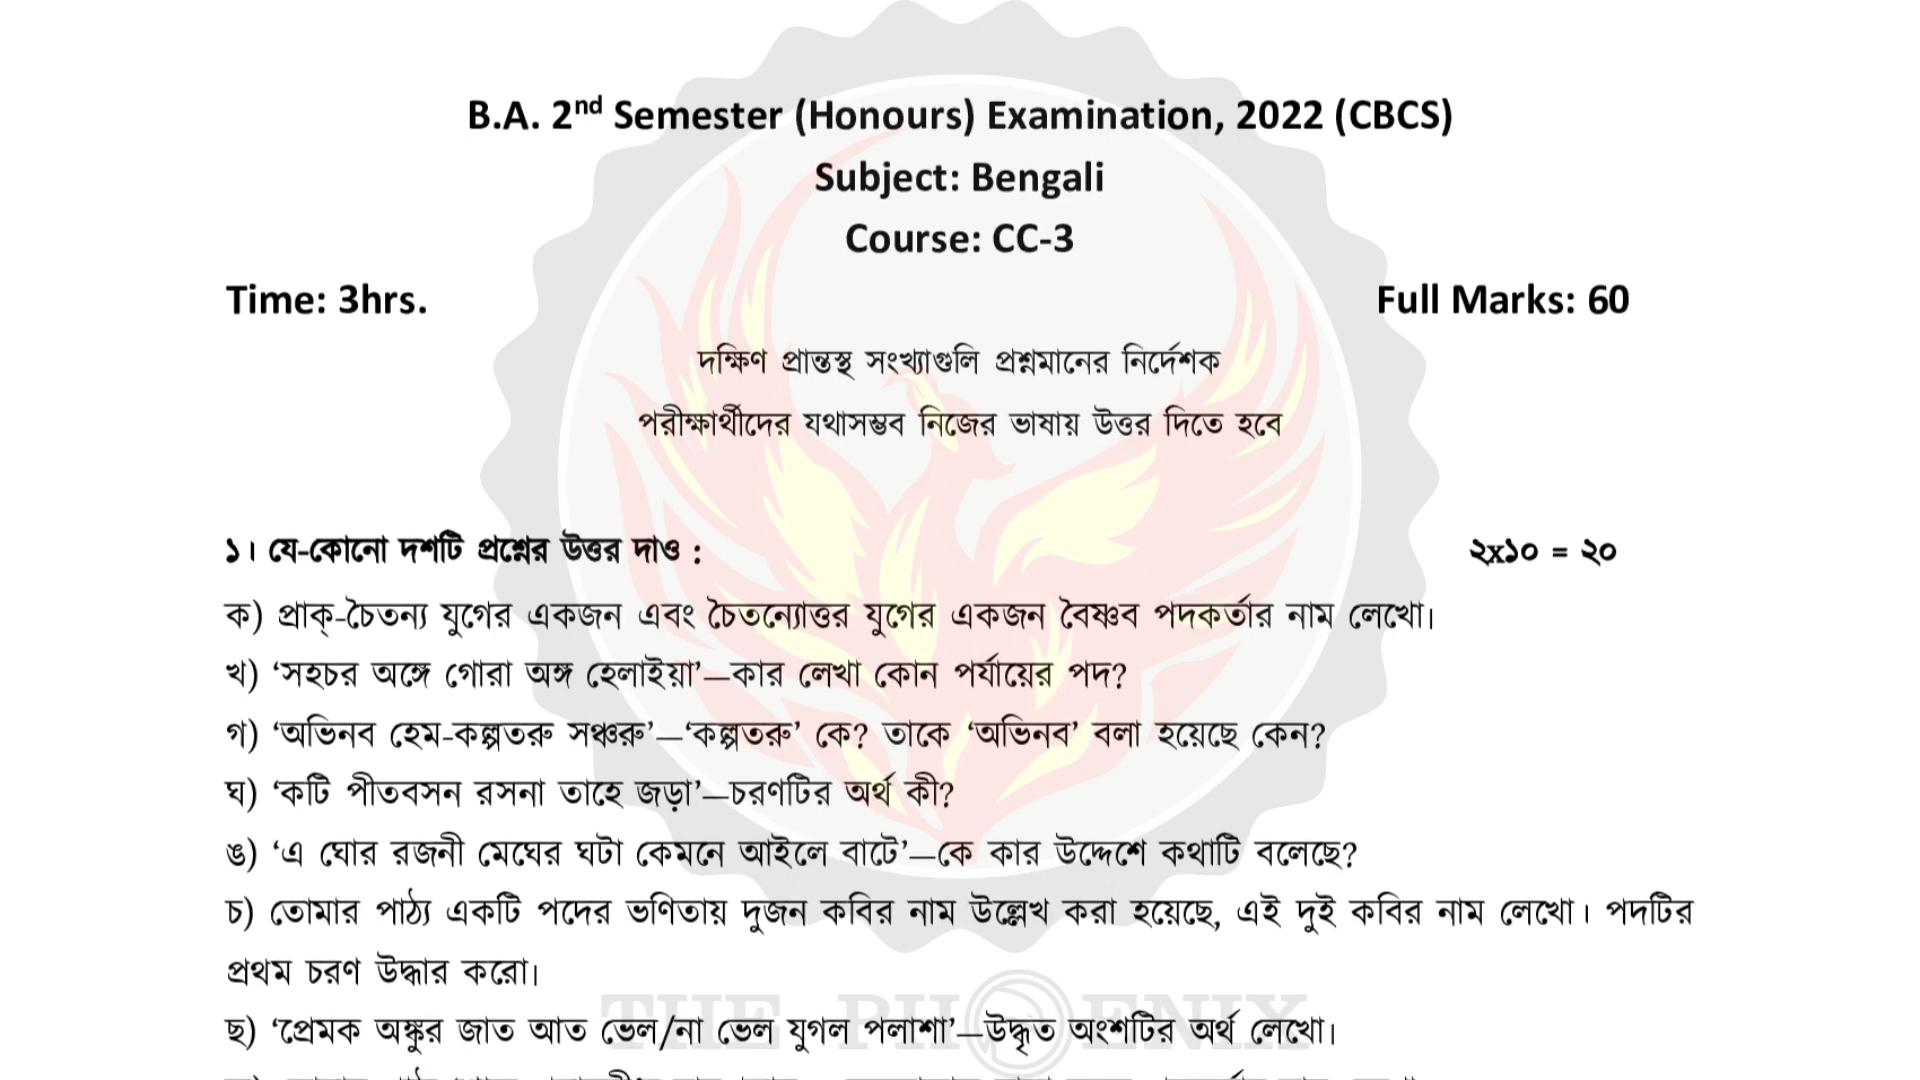 B.A. 2nd Semester (Honours) Examination, 2022 (CBCS)
Subject: Bengali
Course: CC-3
Time: 3hrs. Full Marks: 60
দক্ষিণ প্রান্তস্থ সংখ্যাগুলি প্রশ্নমানের নির্দেশক
পরীক্ষার্থীদের যথাসম্ভব নিজের ভাষায় উত্তর দিতে হবে
১। যে-কোনো দশটি প্রশ্নের উত্তর দাও : ২x১০ = ২০
ক) প্রাক্-চৈতন্য যুগের একজন এবং চৈতন্যোত্তর যুগের একজন বৈষ্ণব পদকর্তার নাম লেখো।
খ) ‘সহচর অঙ্গে গোরা অঙ্গ হেলাইয়া’—কার লেখা কোন পর্যায়ের পদ?
গ) ‘অভিনব হেম-কল্পতরু সঞ্চরু’—‘কল্পতরু’ কে? তাকে ‘অভিনব’ বলা হয়েছে কেন?
ঘ) ‘কটি পীতবসন রসনা তাহে জড়া’—চরণটির অর্থ কী?
ঙ) ‘এ ঘোর রজনী মেঘের ঘটা কেমনে আইলে বাটে’—কে কার উদ্দেশে কথাটি বলেছে?
চ) তোমার পাঠ্য একটি পদের ভণিতায় দুজন কবির নাম উল্লেখ করা হয়েছে, এই দুই কবির নাম লেখো। পদটির
প্রথম চরণ উদ্ধার করো।
THE PHOENIX
ছ) ‘প্রেমক অঙ্কুর জাত আত ভেল/না ভেল যুগল পলাশা’—উদ্ধৃত অংশটির অর্থ লেখো।